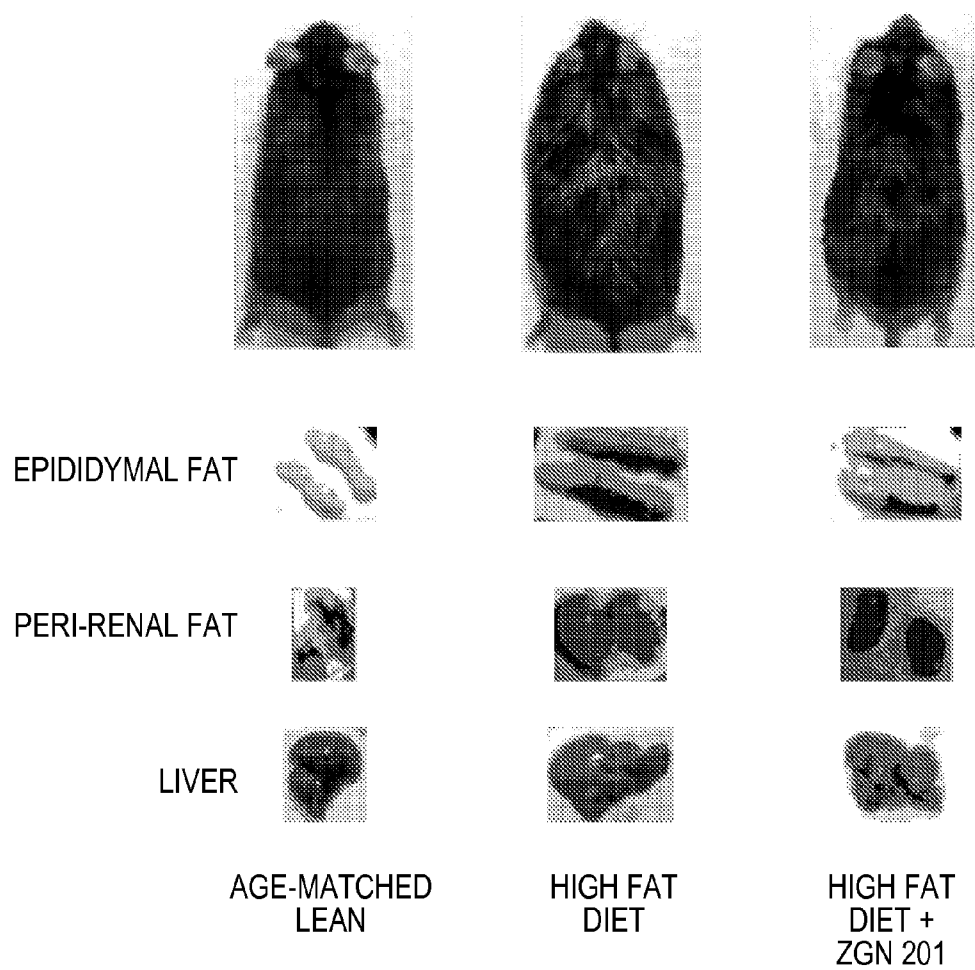 EPIDIDYMAL FAT
PERI-RENAL FAT
LIVER
AGE-MATCHED
LEAN
HIGH FAT
DIET
HIGH FAT
DIET +
ZGN 201